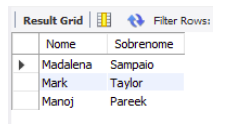 Result Grid Filter Rows:
Nome Sobrenome
Madalena Sampaio
Mark Taylor
Manoj Pareek